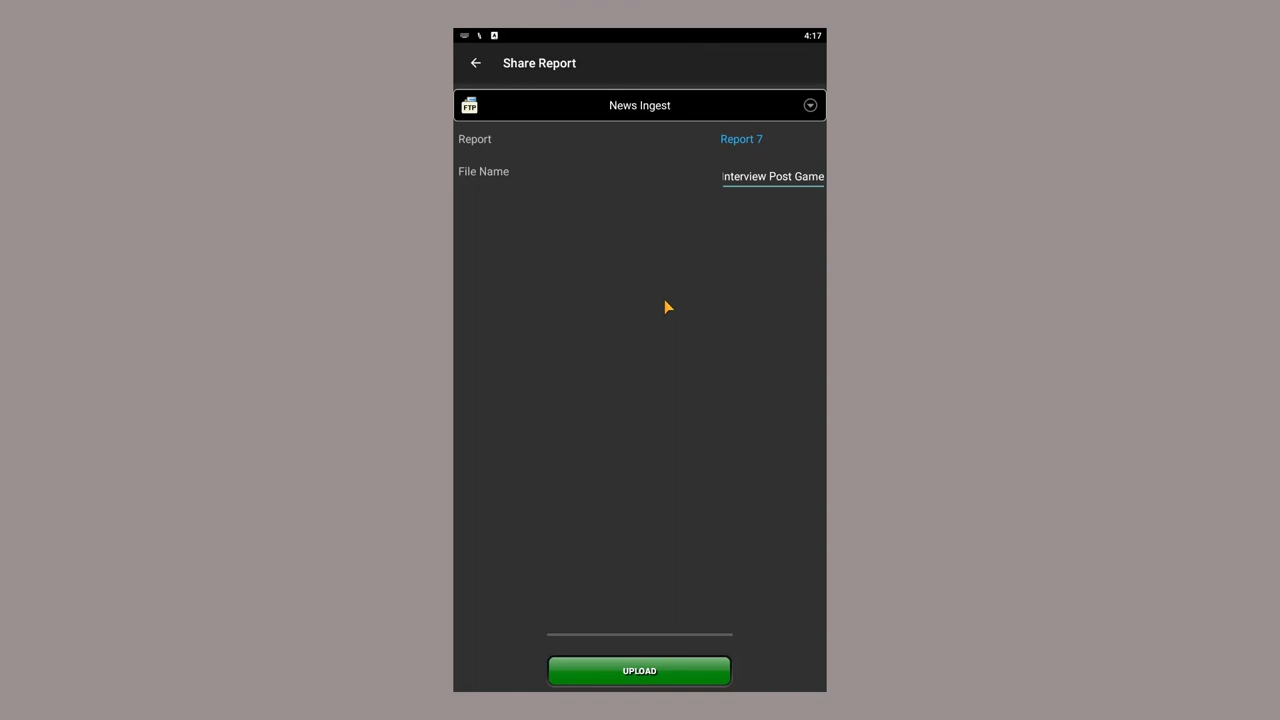 4:17
Share Report
FTP
News Ingest
Report
Report 7
File Name
Interview Post Game
UPLOAD